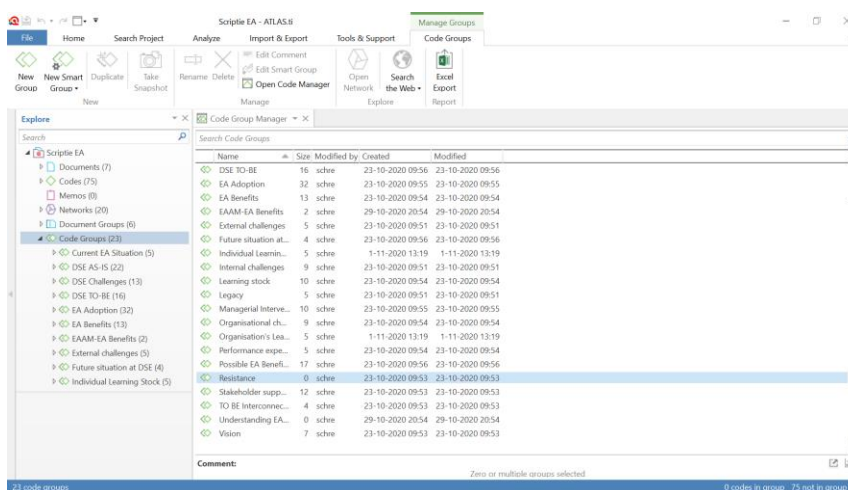 Scriptie EA - ATLAS.ti
Manage Groups
File Home Search Project Analyze Import & Export Tools & Support Code Groups
New Group
New Smart Group
Duplicate
Take Snapshot
Rename
Delete
Edit Comment
Edit Smart Group
Open Code Manager
Open Network
Search the Web
Excel Export
New Manage Explore Report
Explore
Search
Scriptie EA
Documents (7)
Codes (75)
Memos (0)
Networks (20)
Document Groups (6)
Code Groups (23)
Current EA Situation (5)
DSE AS-IS (22)
DSE Challenges (13)
DSE TO-BE (16)
EA Adoption (32)
EA Benefits (13)
EAAM-EA Benefits (2)
External challenges (5)
Future situation at DSE (4)
Individual Learning Stock (5)
Code Group Manager
Search Code Groups
Name Size Modified by Created Modified
DSE TO-BE 16 schre 23-10-2020 09:56 23-10-2020 09:56
EA Adoption 32 schre 23-10-2020 09:55 23-10-2020 09:55
EA Benefits 13 schre 23-10-2020 09:54 23-10-2020 09:54
EAAM-EA Benefits 2 schre 29-10-2020 20:54 29-10-2020 20:54
External challenges 5 schre 23-10-2020 09:51 23-10-2020 09:51
Future situation at... 4 schre 23-10-2020 09:56 23-10-2020 09:56
Individual Learnin... 5 schre 1-11-2020 13:19 1-11-2020 13:19
Internal challenges 9 schre 23-10-2020 09:51 23-10-2020 09:51
Learning stock 10 schre 23-10-2020 09:54 23-10-2020 09:54
Legacy 5 schre 23-10-2020 09:51 23-10-2020 09:51
Managerial Interve... 10 schre 23-10-2020 09:55 23-10-2020 09:55
Organisational ch... 9 schre 23-10-2020 09:54 23-10-2020 09:54
Organisation's Lea... 5 schre 1-11-2020 13:19 1-11-2020 13:19
Performance expe... 5 schre 23-10-2020 09:54 23-10-2020 09:54
Possible EA Benefi... 17 schre 23-10-2020 09:56 23-10-2020 09:56
Resistance 0 schre 23-10-2020 09:53 23-10-2020 09:53
Stakeholder supp... 12 schre 23-10-2020 09:53 23-10-2020 09:53
TO BE Interconnec... 4 schre 23-10-2020 09:53 23-10-2020 09:53
Understanding EA... 0 schre 29-10-2020 20:54 29-10-2020 20:54
Vision 7 schre 23-10-2020 09:53 23-10-2020 09:53
Comment:
Zero or multiple groups selected
23 code groups
0 codes in group 75 not in group